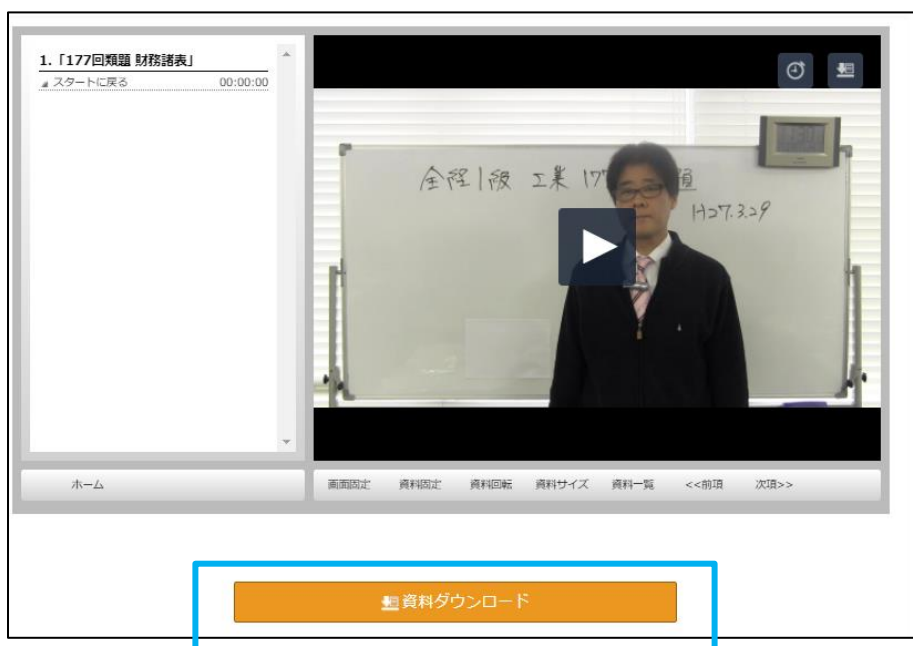 1.「177回類題 財務諸表」
スタートに戻る 00:00:00
全経1級 工業 17 題
H27.3.29
ホーム
画面固定 資料固定 資料回転 資料サイズ 資料一覧 <<前項 次項>>
資料ダウンロード